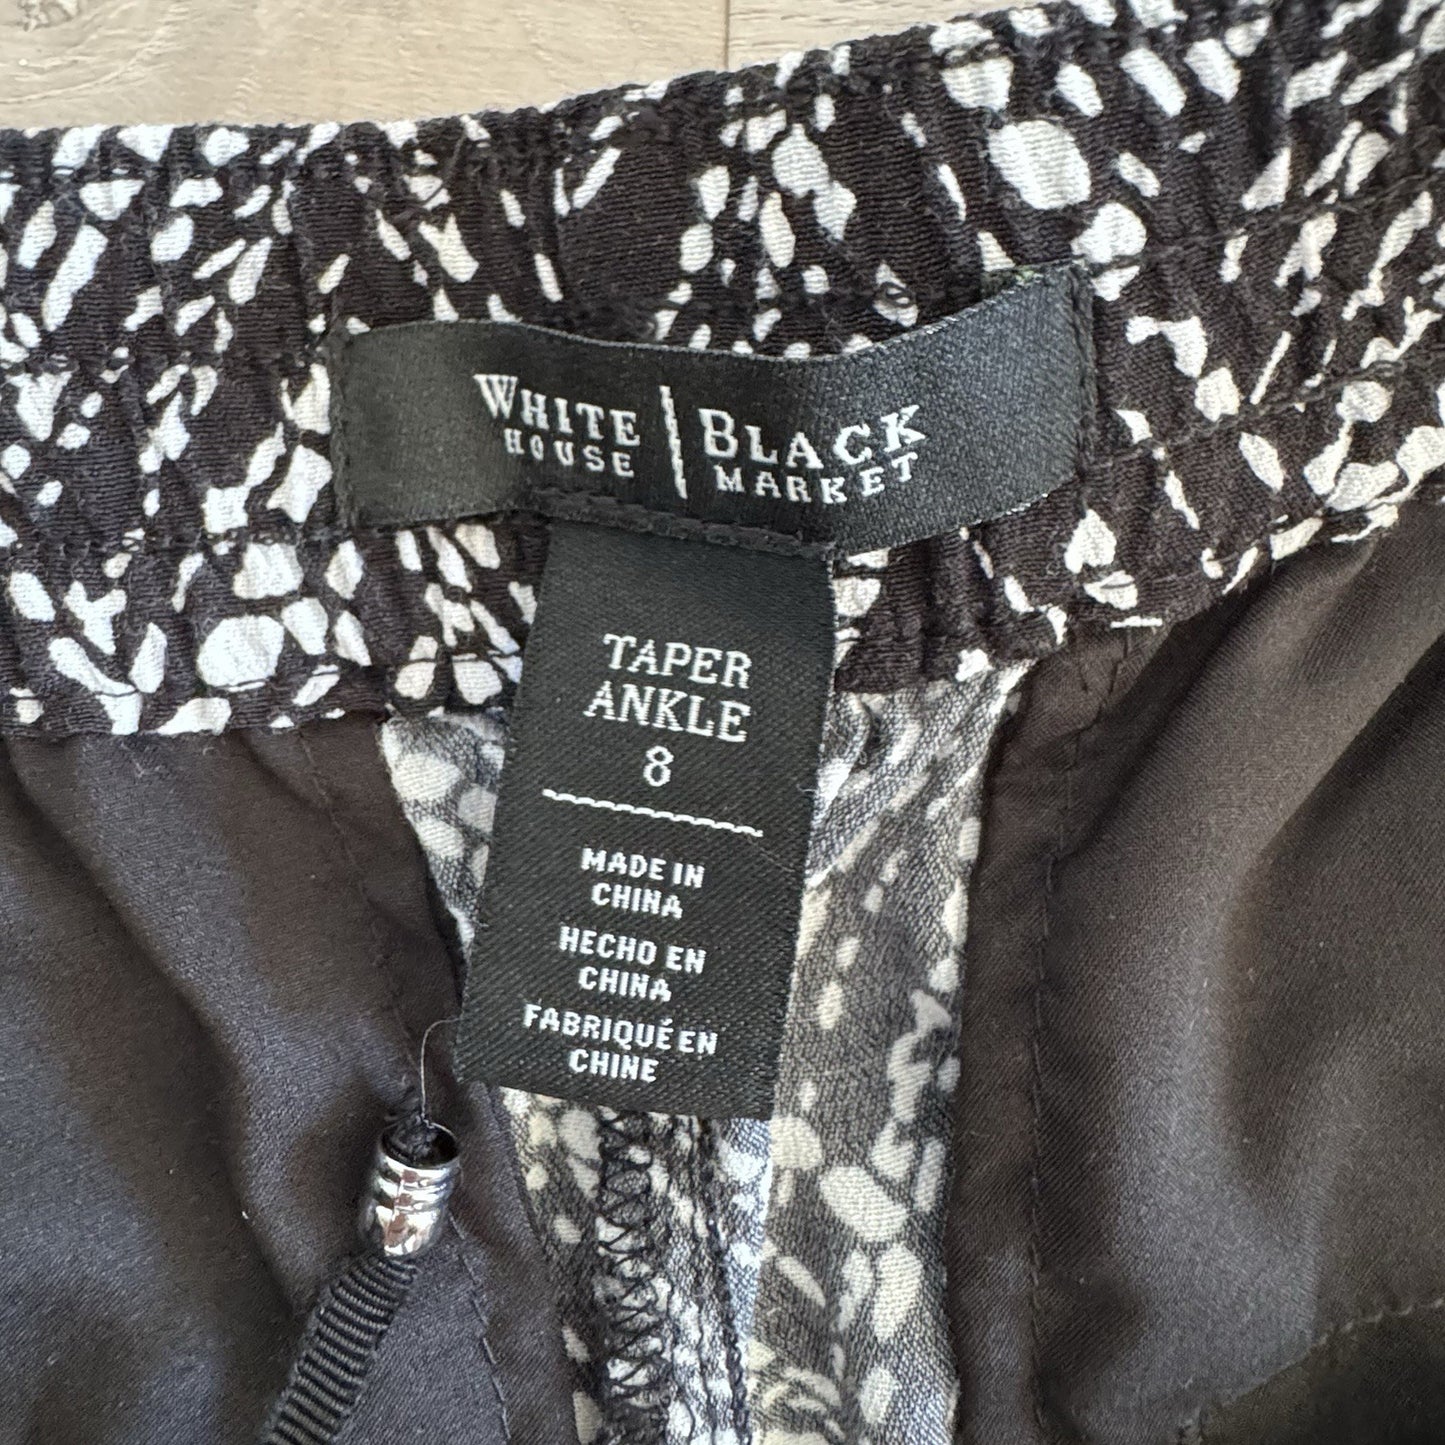 WHITE | BLACK
HOUSE MARKET
TAPER
ANKLE
8
MADE IN
CHINA
HECHO EN
CHINA
FABRIQUÉ EN
CHINE